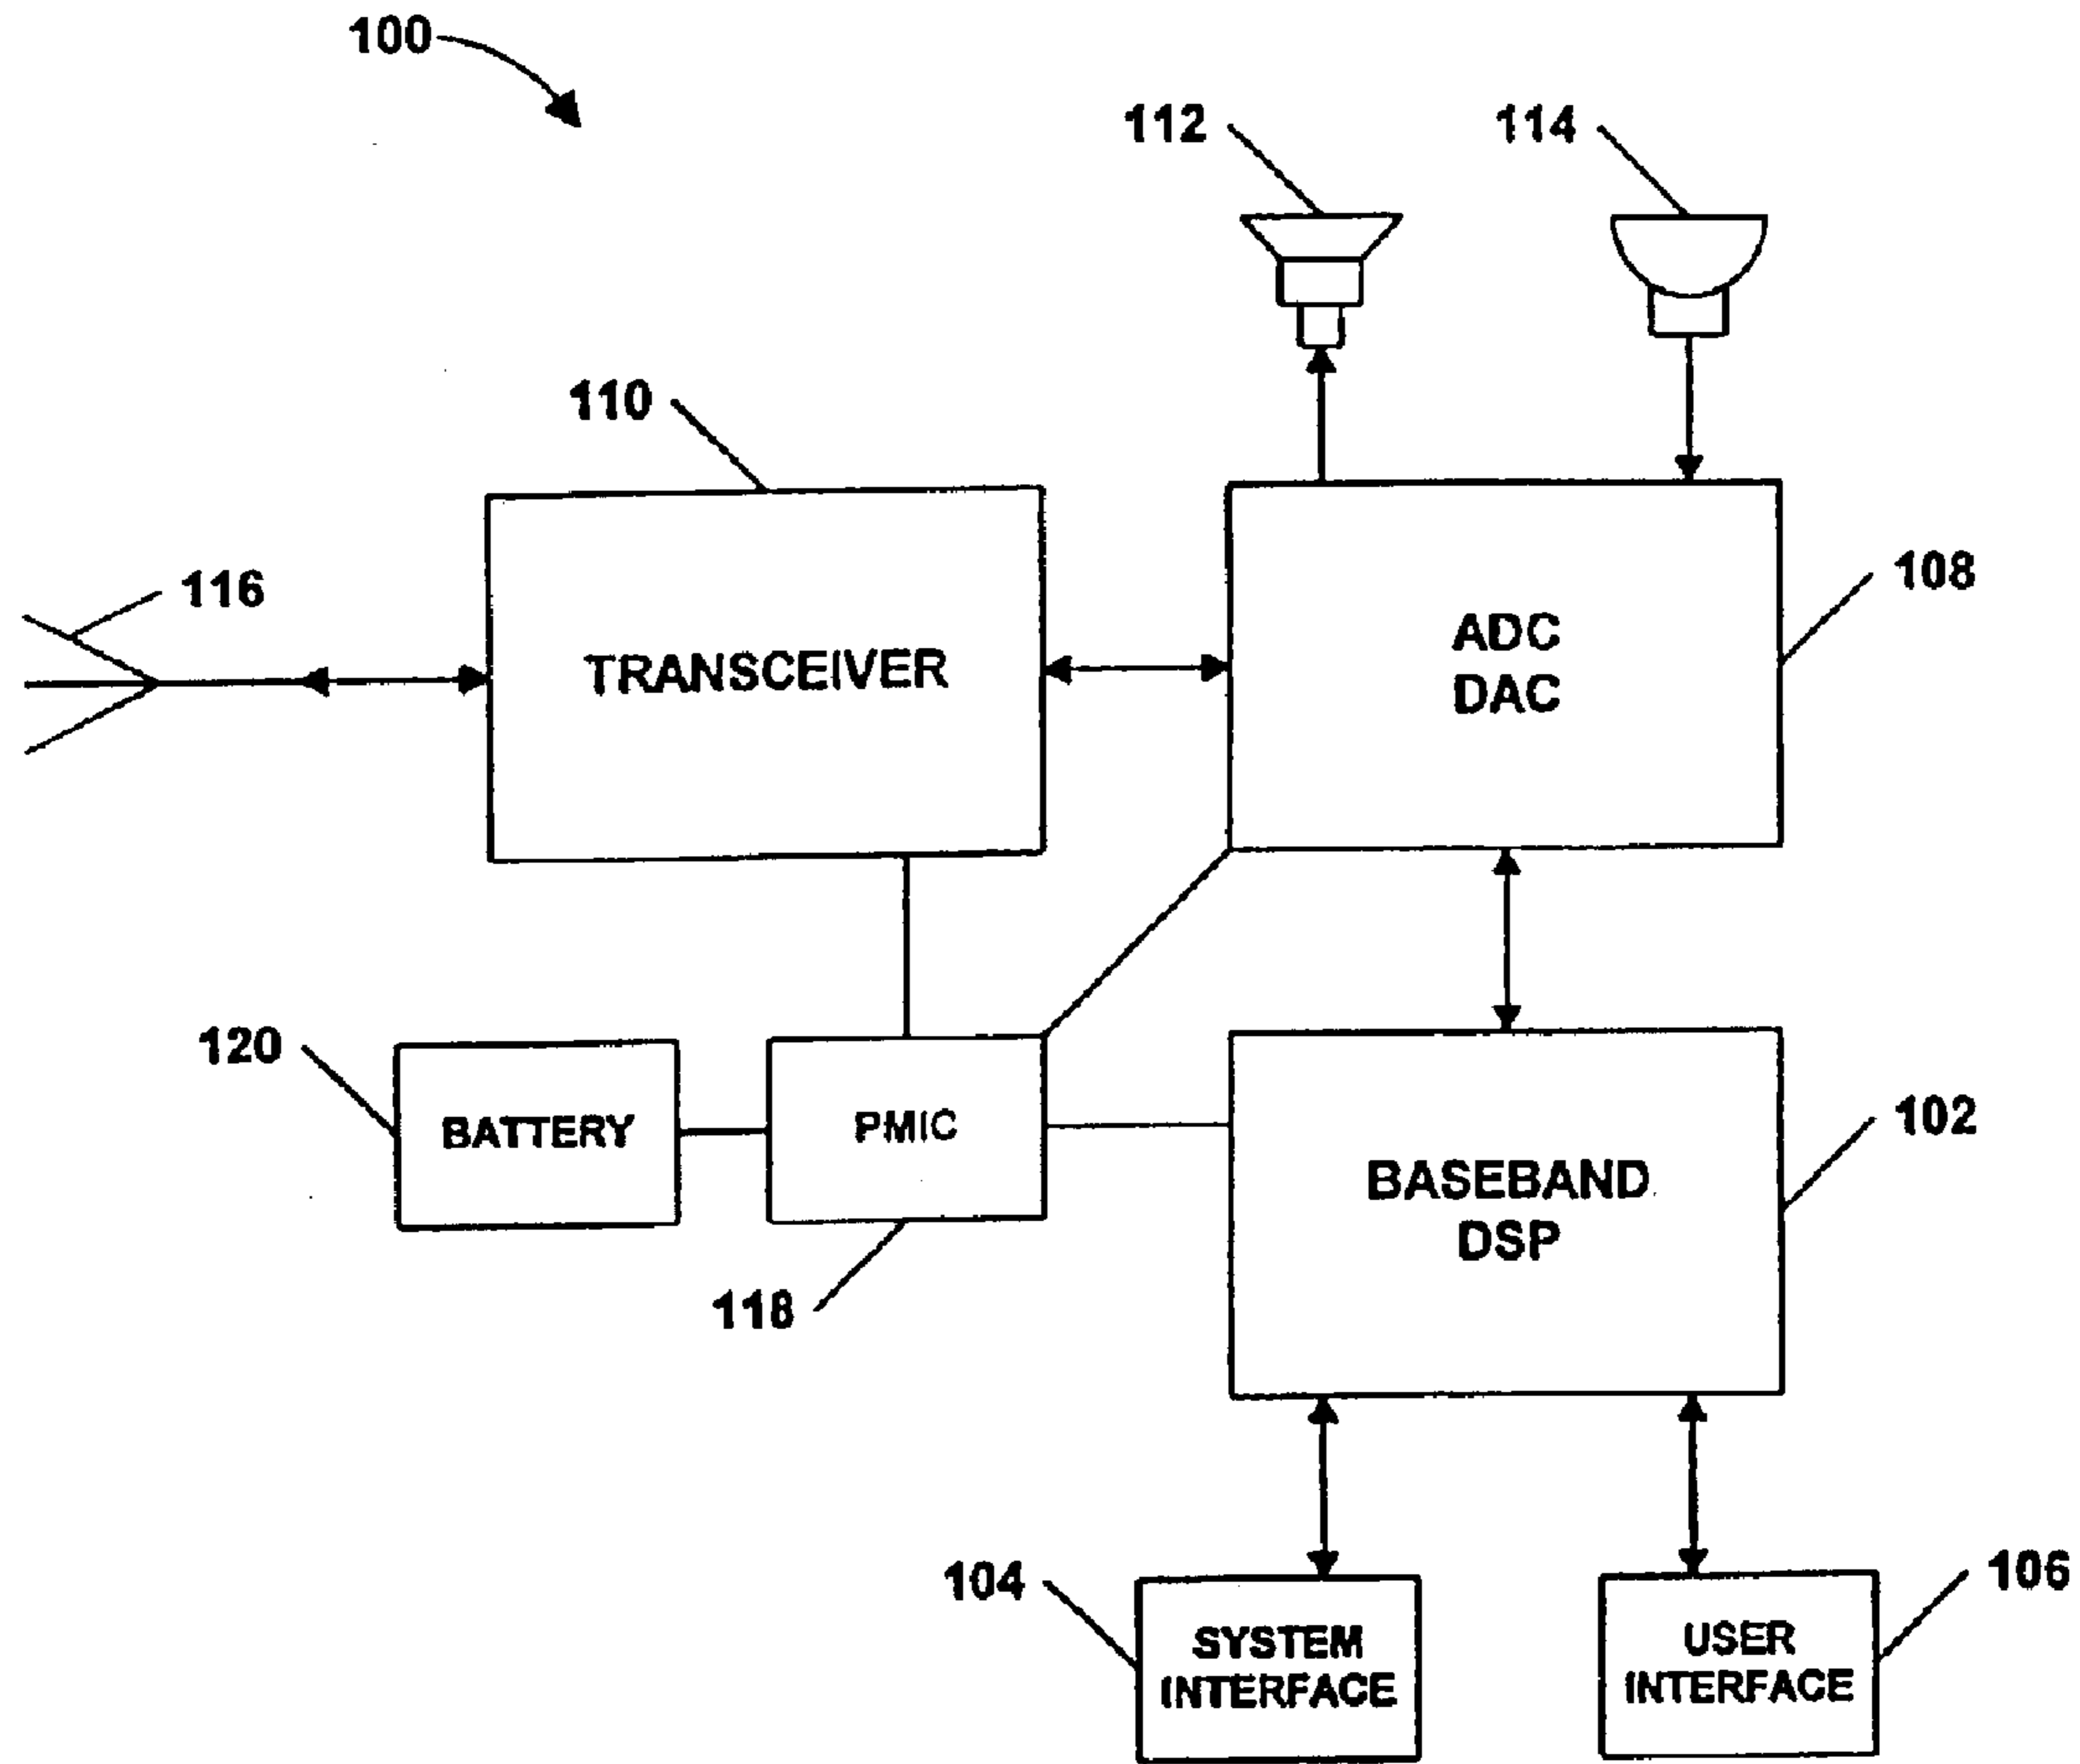 100
112
114
110
116
108
TRANSCEIVER
ADC
DAC
120
BATTERY
PMIC
102
BASEBAND
DSP
118
104
SYSTEM
INTERFACE
106
USER
INTERFACE